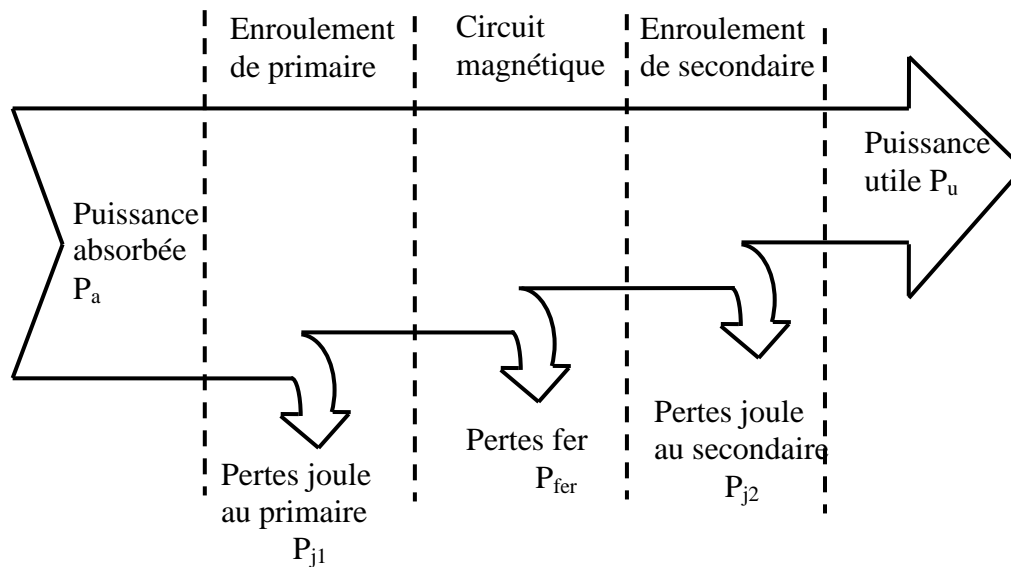 Enroulement
de primaire
Circuit
magnétique
Enroulement
de secondaire
Puissance
absorbée
Pa
Puissance
utile Pu
Pertes joule
au primaire
Pj1
Pertes fer
Pfer
Pertes joule
au secondaire
Pj2